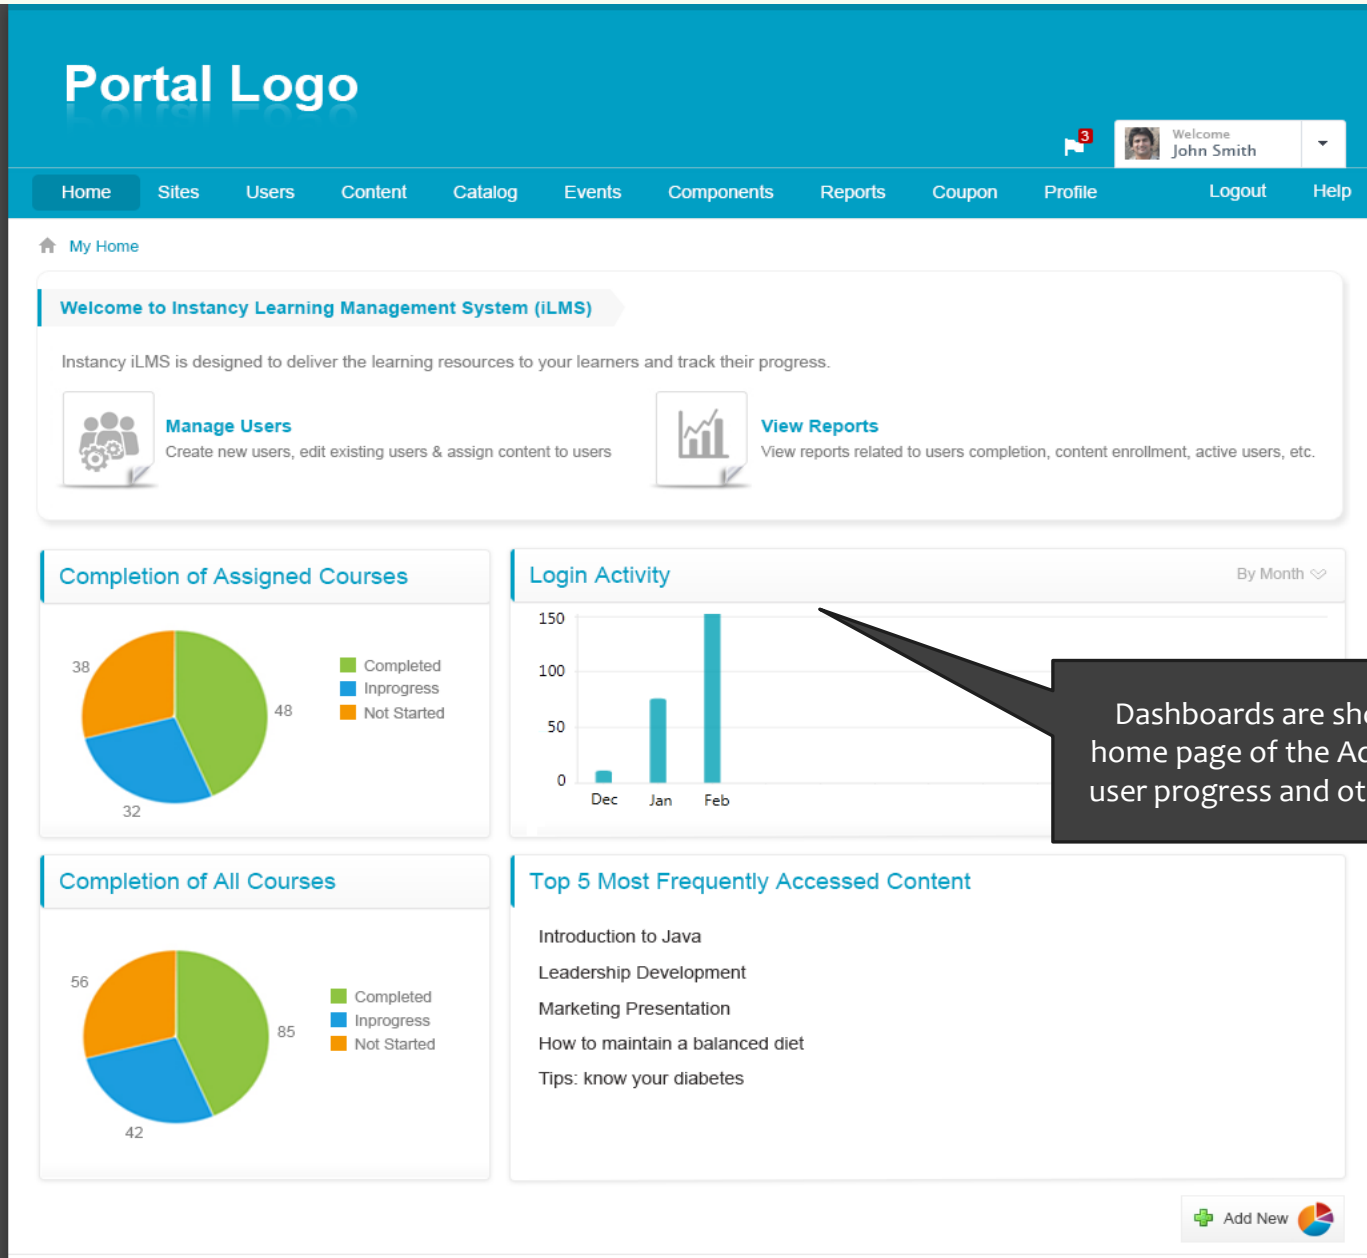 Portal Logo
3
Welcome
John Smith
Home Sites Users Content Catalog Events Components Reports Coupon Profile Logout Help
My Home
Welcome to Instancy Learning Management System (iLMS)
Instancy iLMS is designed to deliver the learning resources to your learners and track their progress.
Manage Users
Create new users, edit existing users & assign content to users
View Reports
View reports related to users completion, content enrollment, active users, etc.
Completion of Assigned Courses
38
48
32
Completed
Inprogress
Not Started
Login Activity
By Month
150
100
50
0
Dec Jan Feb
Dashboards are
home page of the
user progress and
Completion of All Courses
56
85
42
Completed
Inprogress
Not Started
Top 5 Most Frequently Accessed Content
Introduction to Java
Leadership Development
Marketing Presentation
How to maintain a balanced diet
Tips: know your diabetes
Add New